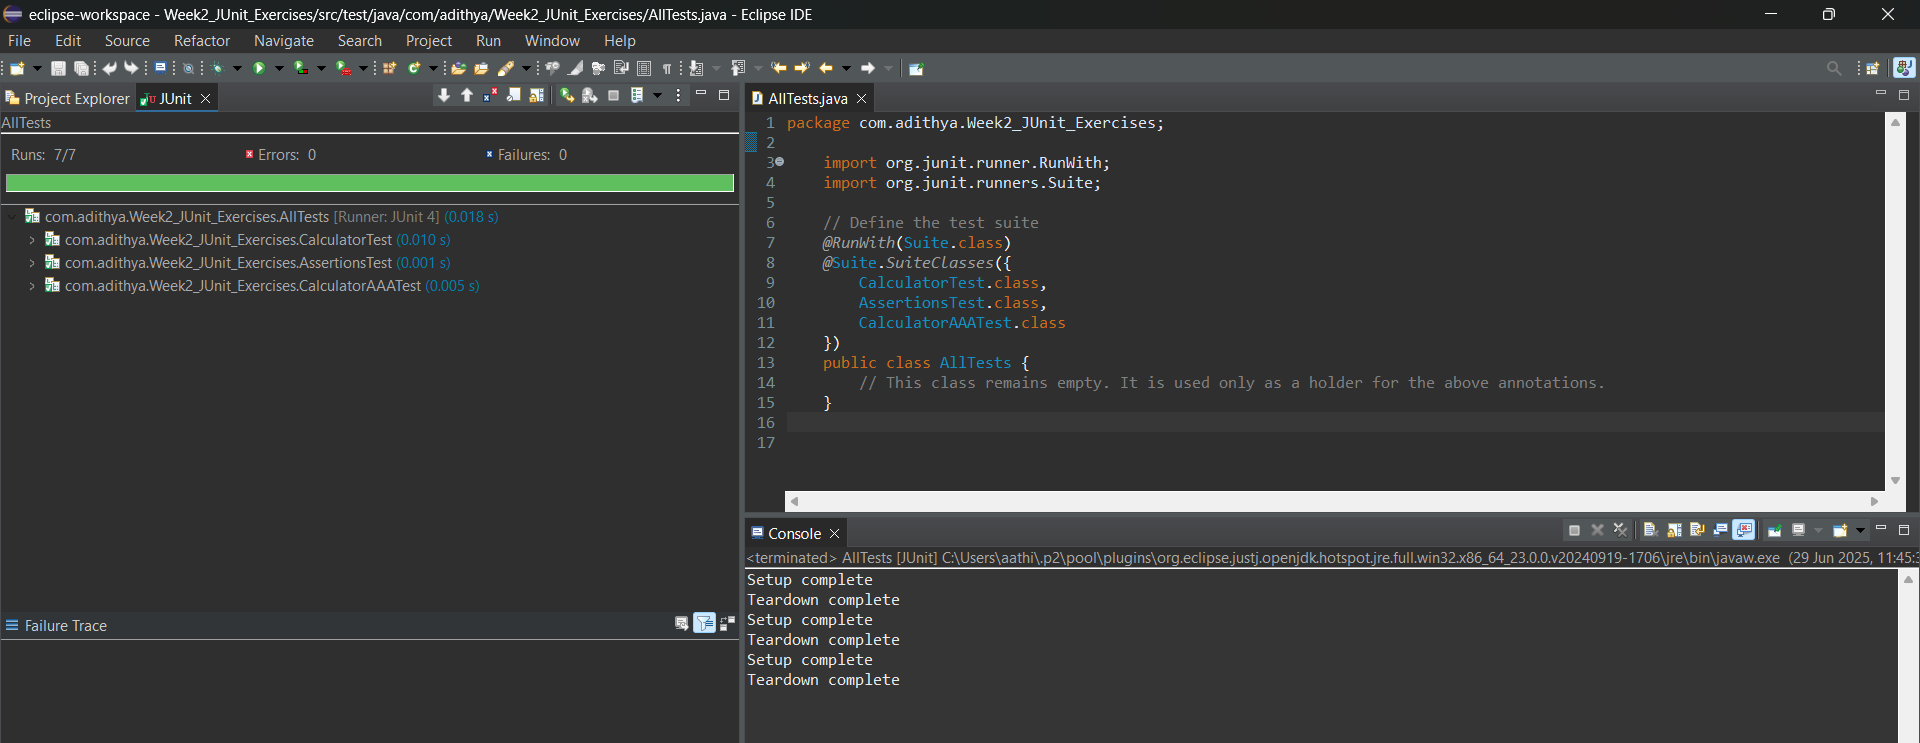 eclipse-workspace - Week2_JUnit_Exercises/src/test/java/com/adithya/Week2_JUnit_Exercises/AllTests.java - Eclipse IDE
File Edit Source Refactor Navigate Search Project Run Window Help
Project Explorer JUnit
AllTests
Runs: 7/7 Errors: 0 Failures: 0
com.adithya.Week2_JUnit_Exercises.AllTests [Runner: JUnit 4] (0.018 s)
com.adithya.Week2_JUnit_Exercises.CalculatorTest (0.010 s)
com.adithya.Week2_JUnit_Exercises.AssertionsTest (0.001 s)
com.adithya.Week2_JUnit_Exercises.CalculatorAAATest (0.005 s)
Failure Trace
AllTests.java
1 package com.adithya.Week2_JUnit_Exercises;
2
3 import org.junit.runner.RunWith;
4 import org.junit.runners.Suite;
5
6 // Define the test suite
7 @RunWith(Suite.class)
8 @Suite.SuiteClasses({
9 CalculatorTest.class,
10 AssertionsTest.class,
11 CalculatorAAATest.class
12 })
13 public class AllTests {
14 // This class remains empty. It is used only as a holder for the above annotations.
15 }
16
17
Console
<terminated> AllTests [JUnit] C:\Users\aathi\.p2\pool\plugins\org.eclipse.justj.openjdk.hotspot.jre.full.win32.x86_64_23.0.0.v20240919-1706\jre\bin\javaw.exe (29 Jun 2025, 11:45:
Setup complete
Teardown complete
Setup complete
Teardown complete
Setup complete
Teardown complete